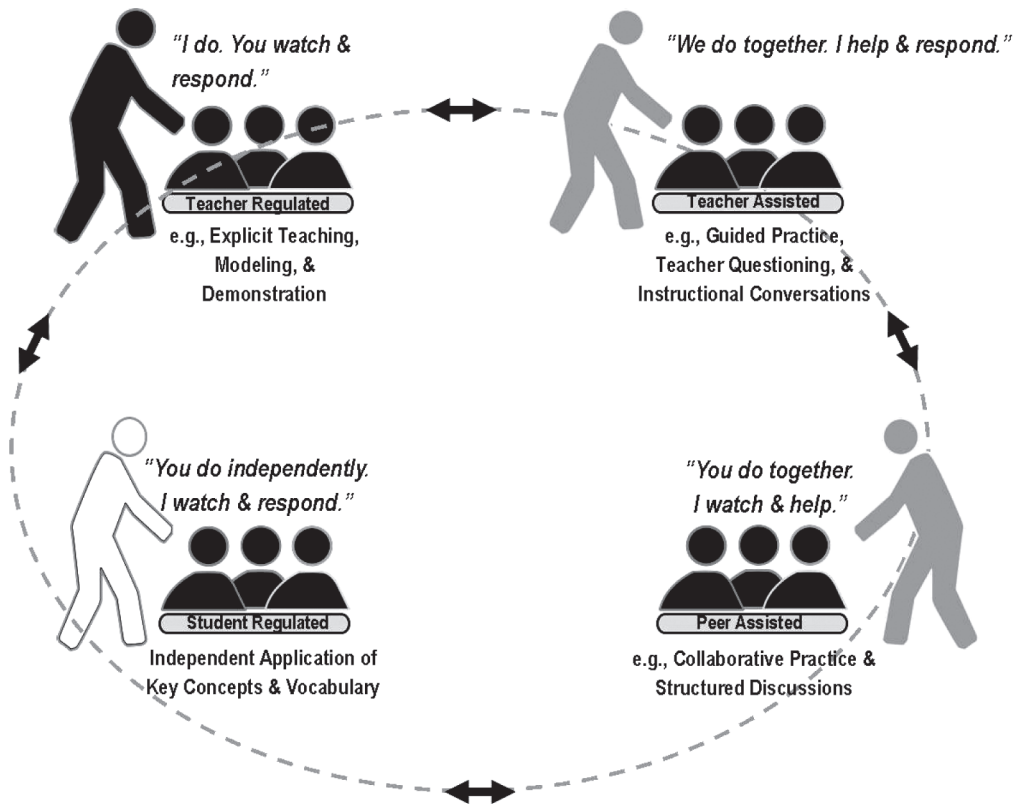 "I do. You watch &
respond."
Teacher Regulated
e.g., Explicit Teaching,
Modeling, &
Demonstration
"We do together. I help & respond."
Teacher Assisted
e.g., Guided Practice,
Teacher Questioning, &
Instructional Conversations
"You do independently.
I watch & respond."
Student Regulated
Independent Application of
Key Concepts & Vocabulary
"You do together.
I watch & help."
Peer Assisted
e.g., Collaborative Practice &
Structured Discussions